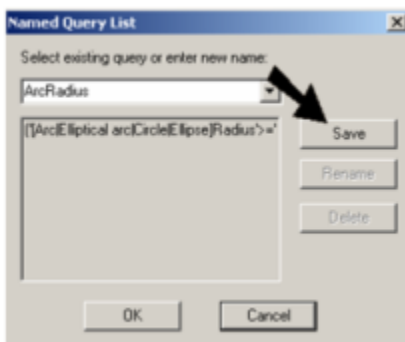 Named Query List
Select existing query or enter new name:
ArcRadius
('[Arc|Elliptical arc|Circle|Ellipse]Radius'>='
Save
Rename
Delete
OK
Cancel